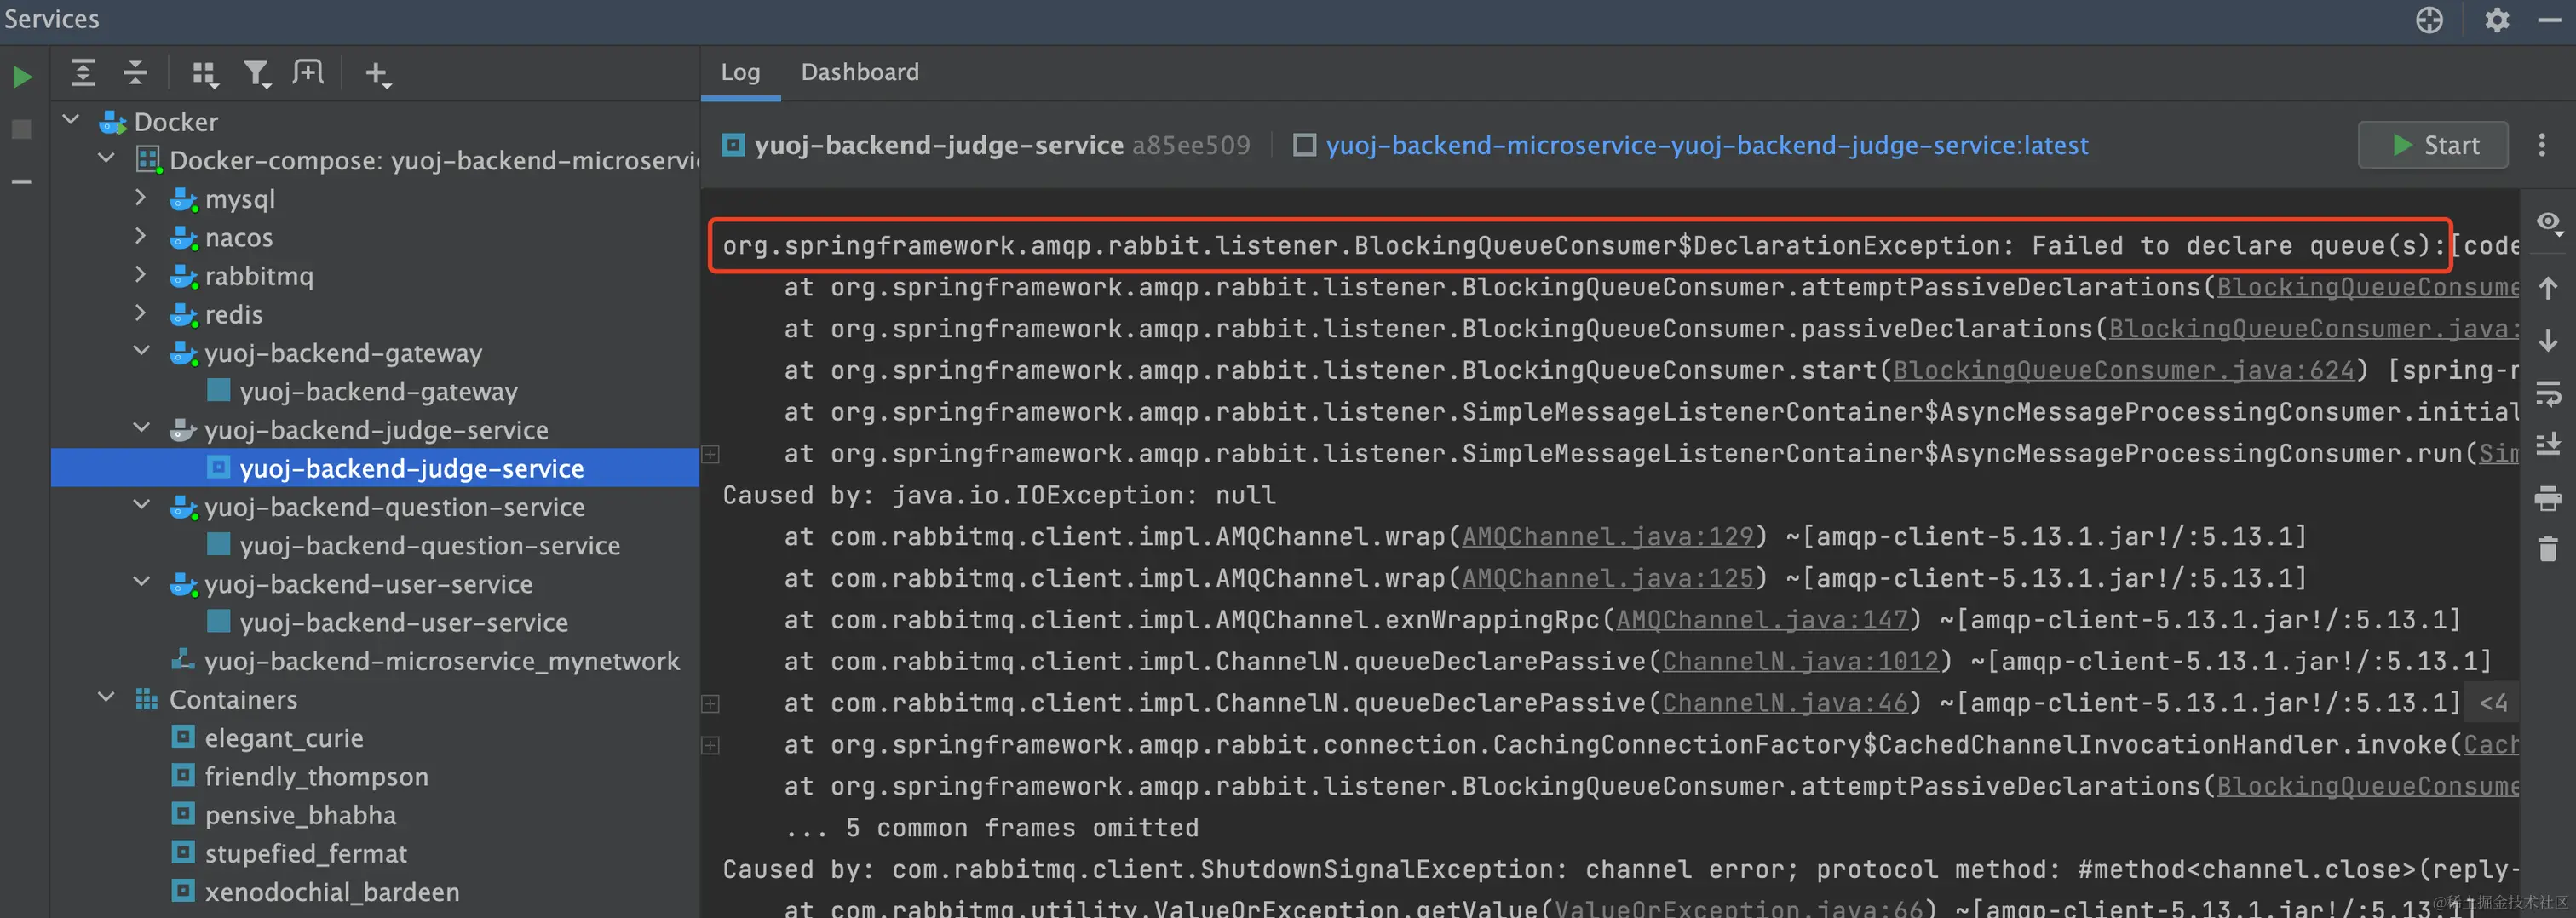 Services
Log Dashboard
Docker
Docker-compose: yuoj-backend-microservi
mysql
nacos
rabbitmq
redis
yuoj-backend-gateway
yuoj-backend-gateway
yuoj-backend-judge-service
yuoj-backend-judge-service
yuoj-backend-question-service
yuoj-backend-question-service
yuoj-backend-user-service
yuoj-backend-user-service
yuoj-backend-microservice_mynetwork
Containers
elegant_curie
friendly_thompson
pensive_bhabha
stupefied_fermat
xenodochial_bardeen
yuoj-backend-judge-service a85ee509 yuoj-backend-microservice-yuoj-backend-judge-service:latest Start
org.springframework.amqp.rabbit.listener.BlockingQueueConsumer$DeclarationException: Failed to declare queue(s):[code
at org.springframework.amqp.rabbit.listener.BlockingQueueConsumer.attemptPassiveDeclarations(BlockingQueueConsume
at org.springframework.amqp.rabbit.listener.BlockingQueueConsumer.passiveDeclarations(BlockingQueueConsumer.java:
at org.springframework.amqp.rabbit.listener.BlockingQueueConsumer.start(BlockingQueueConsumer.java:624) [spring-r
at org.springframework.amqp.rabbit.listener.SimpleMessageListenerContainer$AsyncMessageProcessingConsumer.initial
at org.springframework.amqp.rabbit.listener.SimpleMessageListenerContainer$AsyncMessageProcessingConsumer.run(Sim
Caused by: java.io.IOException: null
at com.rabbitmq.client.impl.AMQChannel.wrap(AMQChannel.java:129) ~[amqp-client-5.13.1.jar!/:5.13.1]
at com.rabbitmq.client.impl.AMQChannel.wrap(AMQChannel.java:125) ~[amqp-client-5.13.1.jar!/:5.13.1]
at com.rabbitmq.client.impl.AMQChannel.exnWrappingRpc(AMQChannel.java:147) ~[amqp-client-5.13.1.jar!/:5.13.1]
at com.rabbitmq.client.impl.ChannelN.queueDeclarePassive(ChannelN.java:1012) ~[amqp-client-5.13.1.jar!/:5.13.1]
at com.rabbitmq.client.impl.ChannelN.queueDeclarePassive(ChannelN.java:46) ~[amqp-client-5.13.1.jar!/:5.13.1] <4
at org.springframework.amqp.rabbit.connection.CachingConnectionFactory$CachedChannelInvocationHandler.invoke(Cach
at org.springframework.amqp.rabbit.listener.BlockingQueueConsumer.attemptPassiveDeclarations(BlockingQueueConsume
... 5 common frames omitted
Caused by: com.rabbitmq.client.ShutdownSignalException: channel error; protocol method: #method<channel.close>(reply-
at com.rabbitmq.utility.ValueOrException.getValue(ValueOrException.java:66) ~[amqp-client-5.13.1
@稀土掘金技术社区